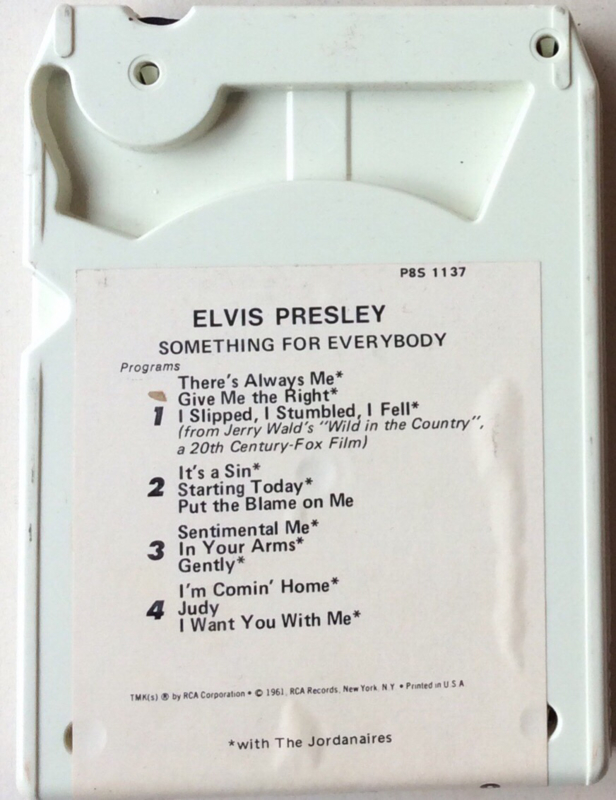 P8S 1137
ELVIS PRESLEY
SOMETHING FOR EVERYBODY
Programs
There's Always Me*
Give Me the Right*
1 I Slipped, I Stumbled, I Fell*
(from Jerry Wald's "Wild in the Country",
a 20th Century-Fox Film)
It's a Sin*
2 Starting Today*
Put the Blame on Me
Sentimental Me*
3 In Your Arms*
Gently*
I'm Comin' Home*
4 Judy
I Want You With Me*
TMK(s) ® by RCA Corporation • © 1961, RCA Records, New York, N.Y. • Printed in U.S.A.
*with The Jordanaires